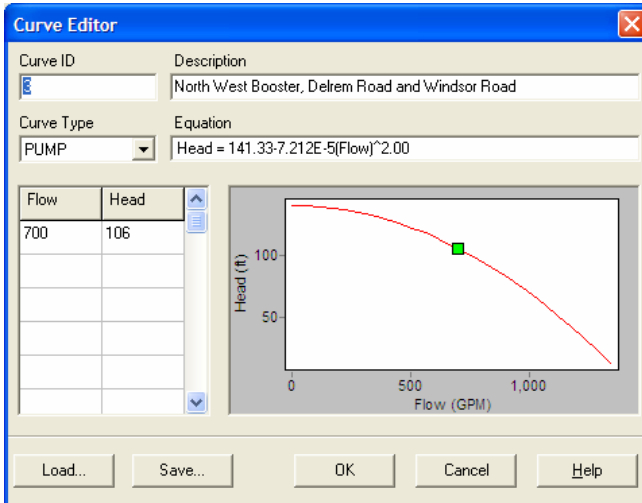 Curve Editor
Curve ID Description
3 North West Booster, Delrem Road and Windsor Road
Curve Type Equation
PUMP Head = 141.33-7.212E-5(Flow)^2.00
Flow Head
700 106
Head (ft)
100
50
0 500 1,000
Flow (GPM)
Load... Save... OK Cancel Help